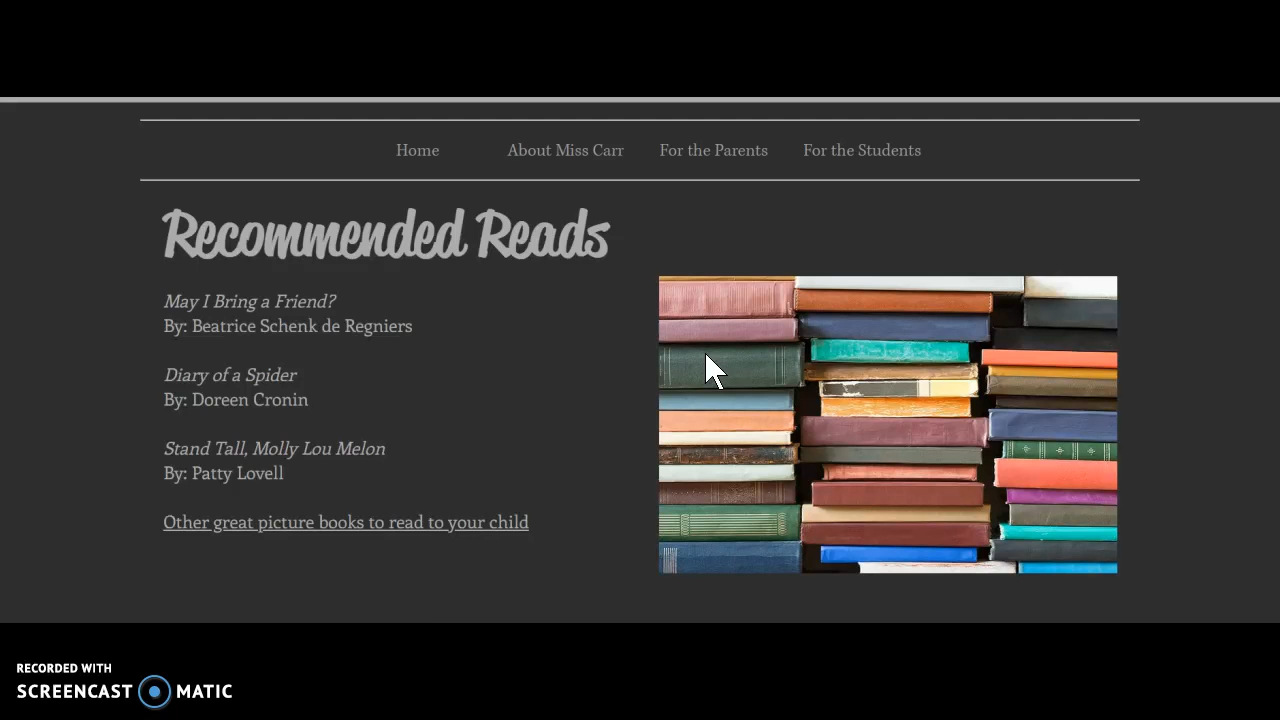 Home About Miss Carr For the Parents For the Students
Recommended Reads
May I Bring a Friend?
By: Beatrice Schenk de Regniers
Diary of a Spider
By: Doreen Cronin
Stand Tall, Molly Lou Melon
By: Patty Lovell
Other great picture books to read to your child
RECORDED WITH
SCREENCAST MATIC